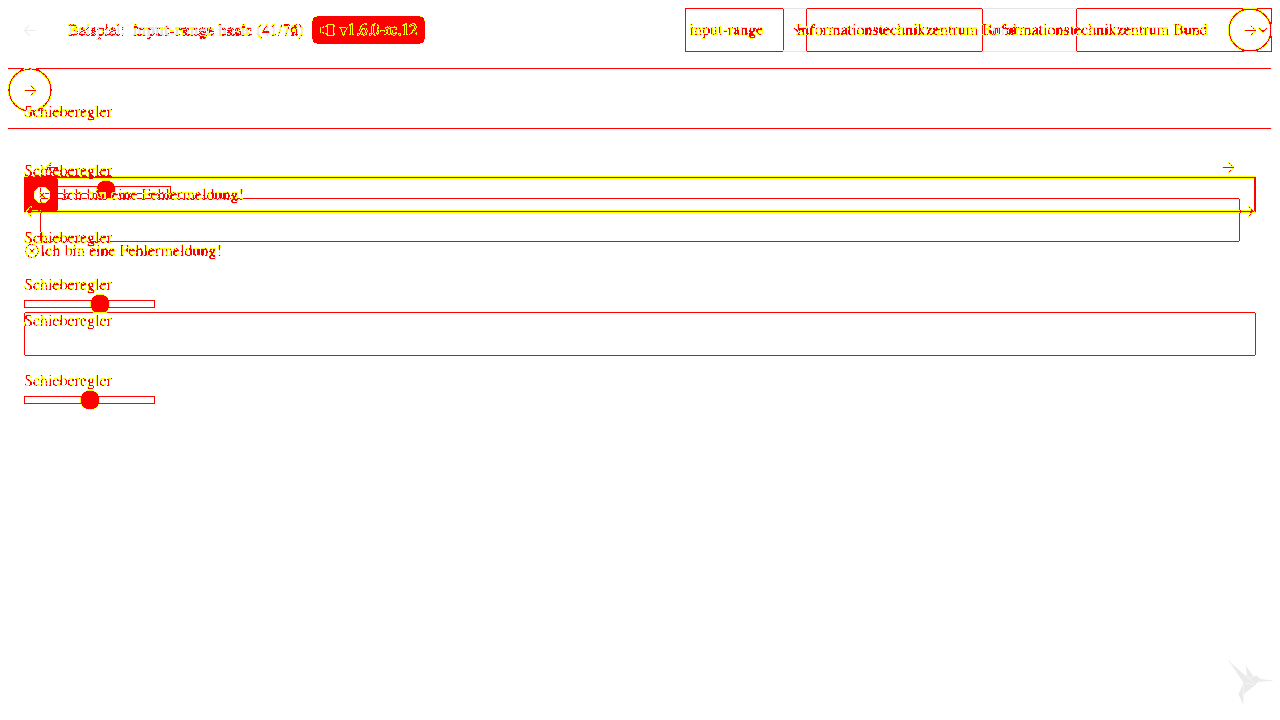 Beispiel: input-range basic (41/76) v1.6.0-rc.12 input-range Informationstechnikzentrum Bund Informationstechnikzentrum Bund
Schieberegler
Schieberegler
Ich bin eine Fehlermeldung!
Schieberegler
Ich bin eine Fehlermeldung!
Schieberegler
Schieberegler
Schieberegler